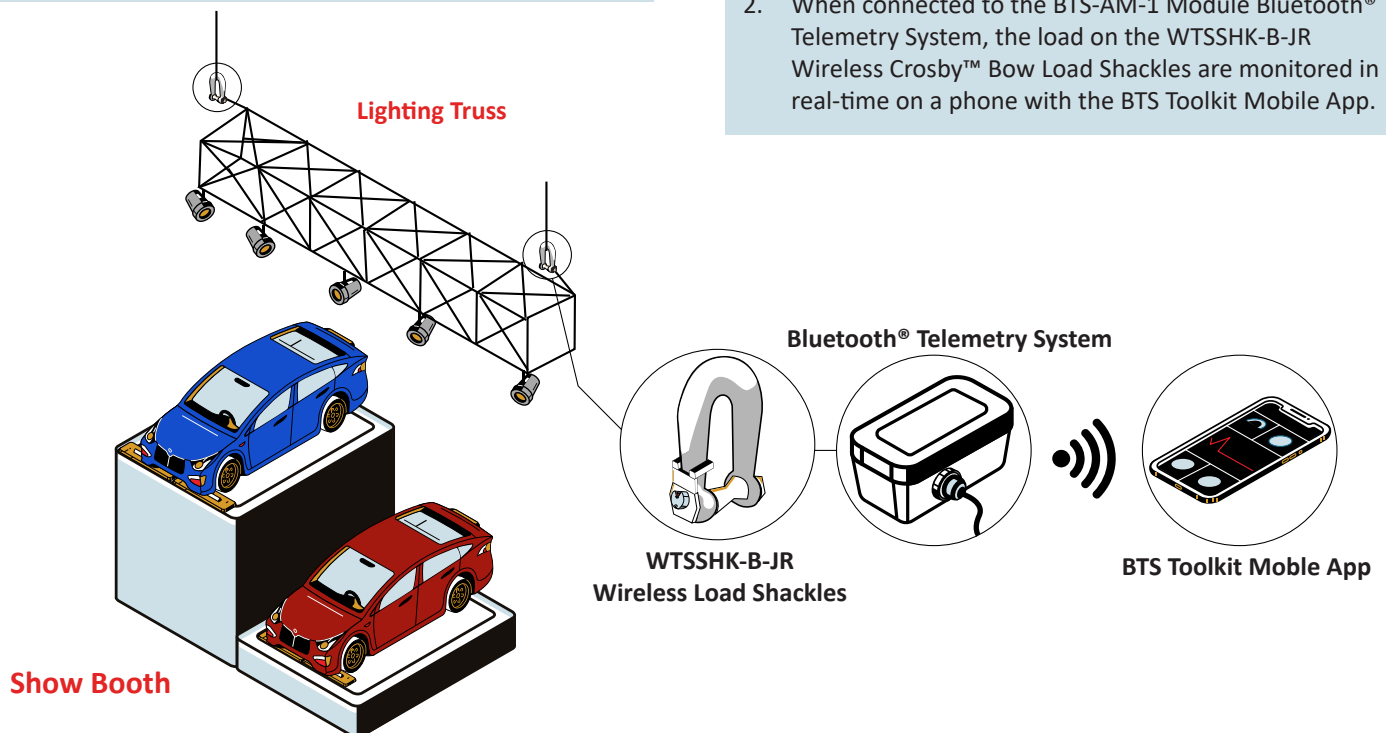 2. When connected to the BTS-AM-1 Module Bluetooth®
Telemetry System, the load on the WTSSHK-B-JR
Wireless Crosby™ Bow Load Shackles are monitored in
real-time on a phone with the BTS Toolkit Mobile App.
Lighting Truss
Bluetooth® Telemetry System
WTSSHK-B-JR
Wireless Load Shackles
BTS Toolkit Moble App
Show Booth